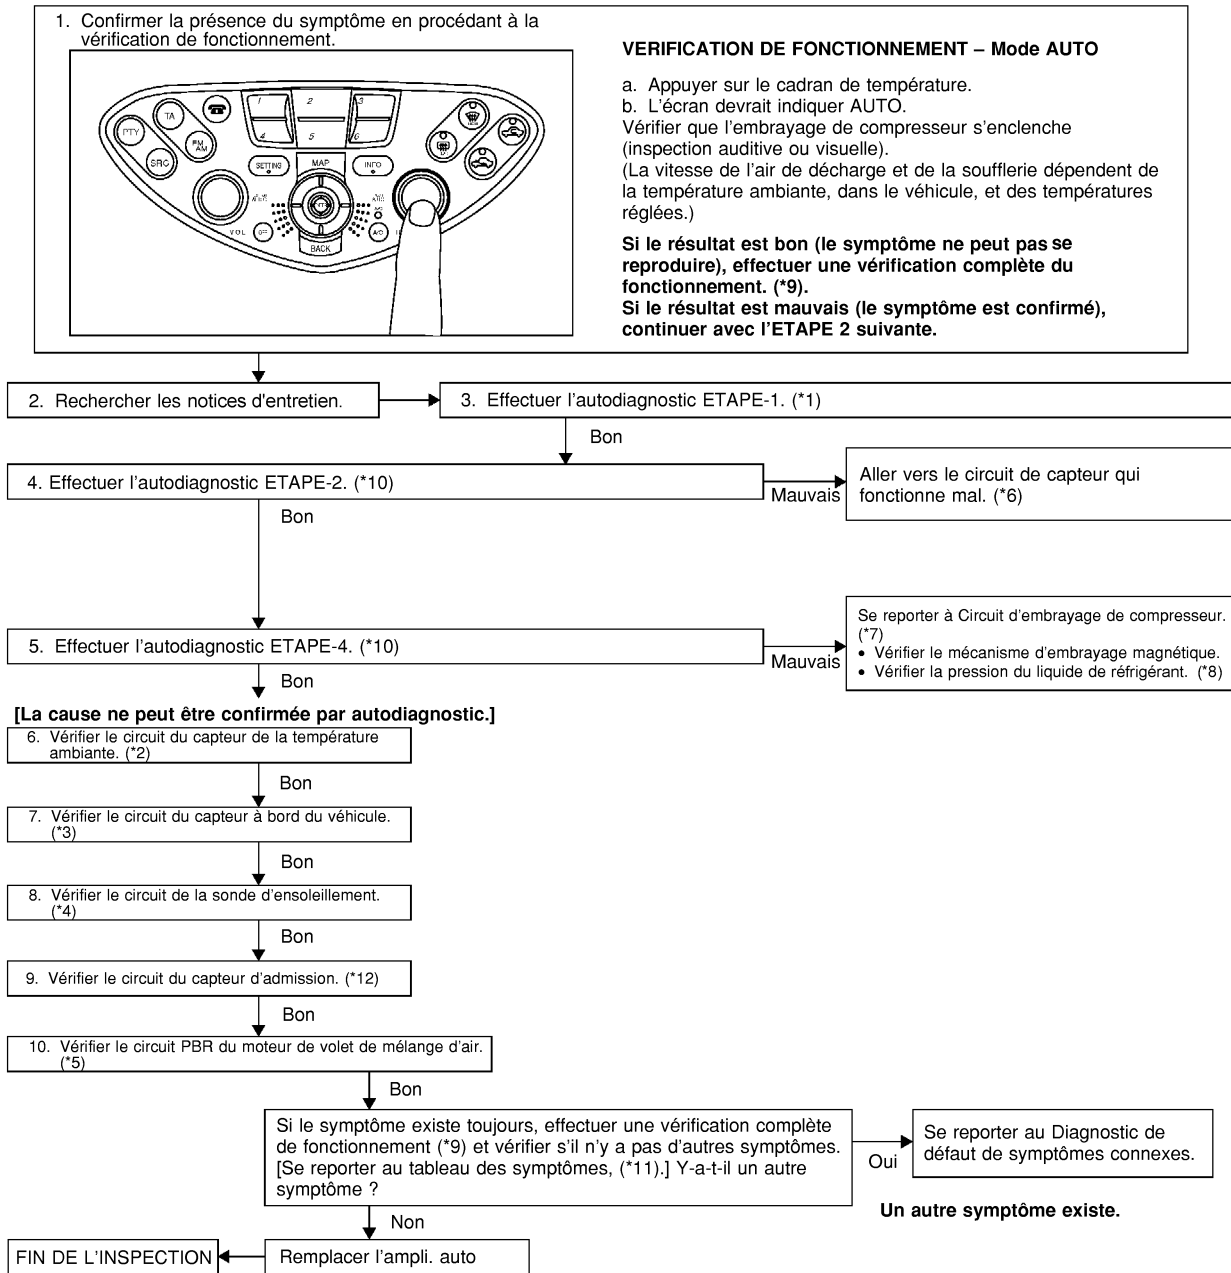 1. Confirmer la présence du symptôme en procédant à la
vérification de fonctionnement.
PTY
TA
FM
AM
SRC
1
2
3
4
5
6
SETTING
MAP
INFO
VOL
OFF
BACK
A/C
VERIFICATION DE FONCTIONNEMENT – Mode AUTO
a. Appuyer sur le cadran de température.
b. L'écran devrait indiquer AUTO.
Vérifier que l'embrayage de compresseur s'enclenche
(inspection auditive ou visuelle).
(La vitesse de l'air de décharge et de la soufflerie dépendent de
la température ambiante, dans le véhicule, et des températures
réglées.)
Si le résultat est bon (le symptôme ne peut pas se
reproduire), effectuer une vérification complète du
fonctionnement. (*9).
Si le résultat est mauvais (le symptôme est confirmé),
continuer avec l'ETAPE 2 suivante.
2. Rechercher les notices d'entretien.
3. Effectuer l'autodiagnostic ETAPE-1. (*1)
Bon
4. Effectuer l'autodiagnostic ETAPE-2. (*10)
Mauvais
Aller vers le circuit de capteur qui
fonctionne mal. (*6)
Bon
5. Effectuer l'autodiagnostic ETAPE-4. (*10)
Mauvais
Se reporter à Circuit d'embrayage de compresseur.
(*7)
• Vérifier le mécanisme d'embrayage magnétique.
• Vérifier la pression du liquide de réfrigérant. (*8)
Bon
[La cause ne peut être confirmée par autodiagnostic.]
6. Vérifier le circuit du capteur de la température
ambiante. (*2)
Bon
7. Vérifier le circuit du capteur à bord du véhicule.
(*3)
Bon
8. Vérifier le circuit de la sonde d'ensoleillement.
(*4)
Bon
9. Vérifier le circuit du capteur d'admission. (*12)
Bon
10. Vérifier le circuit PBR du moteur de volet de mélange d'air.
(*5)
Bon
Si le symptôme existe toujours, effectuer une vérification complète
de fonctionnement (*9) et vérifier s'il n'y a pas d'autres symptômes.
[Se reporter au tableau des symptômes, (*11).] Y-a-t-il un autre
symptôme ?
Oui
Se reporter au Diagnostic de
défaut de symptômes connexes.
Un autre symptôme existe.
Non
Remplacer l'ampli. auto
FIN DE L'INSPECTION